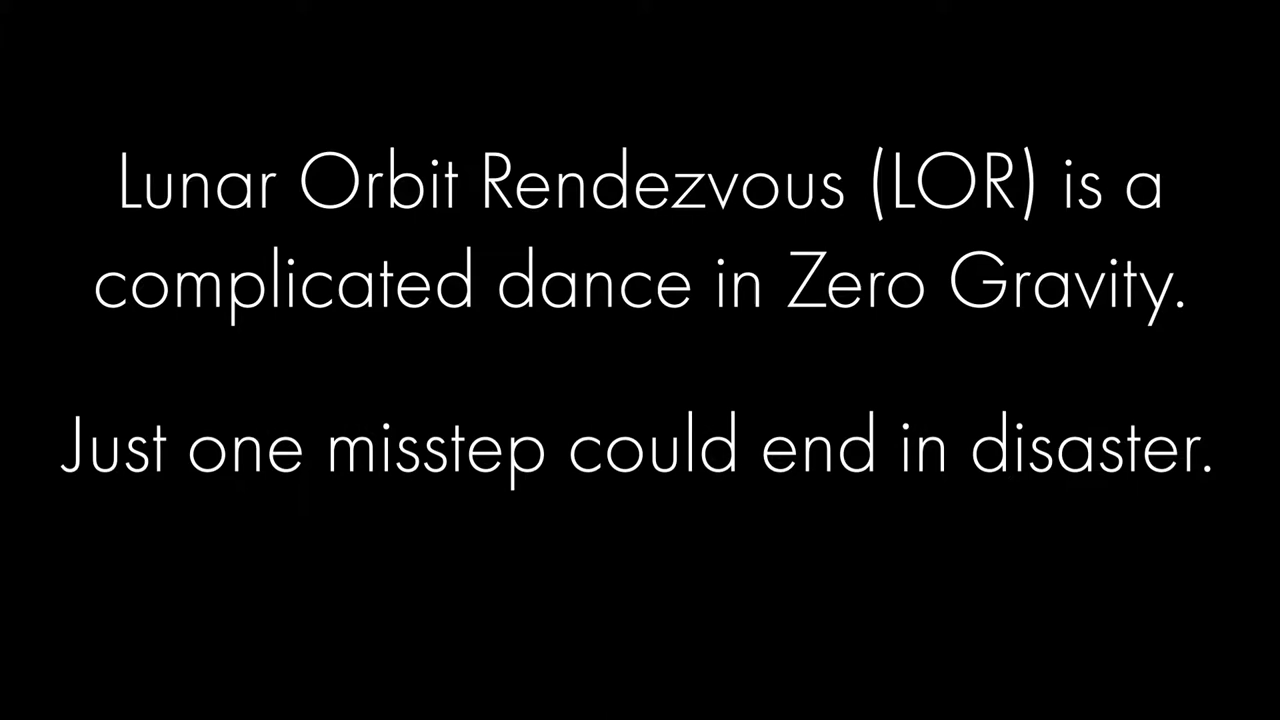 Lunar Orbit Rendezvous (LOR) is a
complicated dance in Zero Gravity.
Just one misstep could end in disaster.